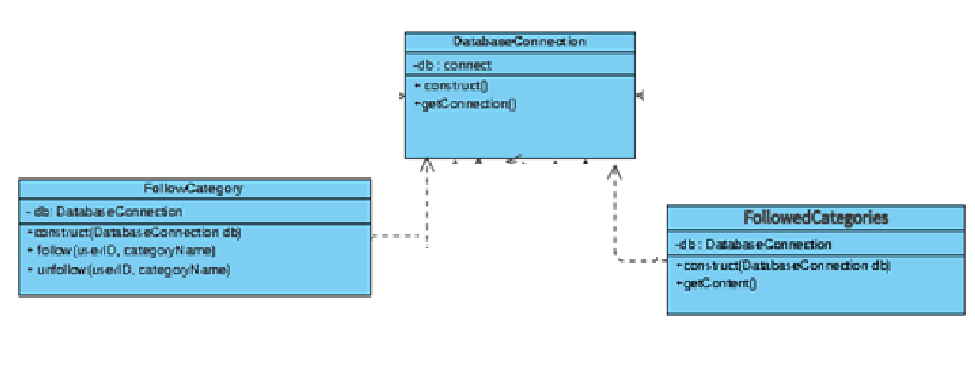 DatabaseConnection
-db : connect
+ construct()
+getConnection()
FollowCategory
- db: DatabaseConnection
+construct(DatabaseConnection db)
+ follow(userID, categoryName)
+ unfollow(userID, categoryName)
FollowedCategories
-db : DatabaseConnection
+construct(DatabaseConnection db)
+getContent()